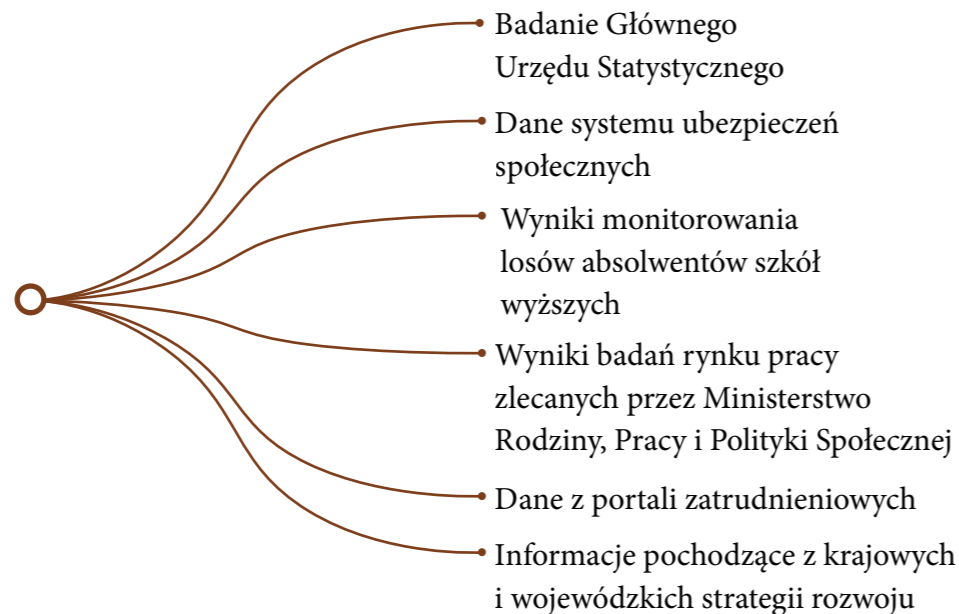 Badanie Głównego
Urzędu Statystycznego
Dane systemu ubezpieczeń
społecznych
Wyniki monitorowania
losów absolwentów szkół
wyższych
Wyniki badań rynku pracy
zlecanych przez Ministerstwo
Rodziny, Pracy i Polityki Społecznej
Dane z portali zatrudnieniowych
Informacje pochodzące z krajowych
i wojewódzkich strategii rozwoju